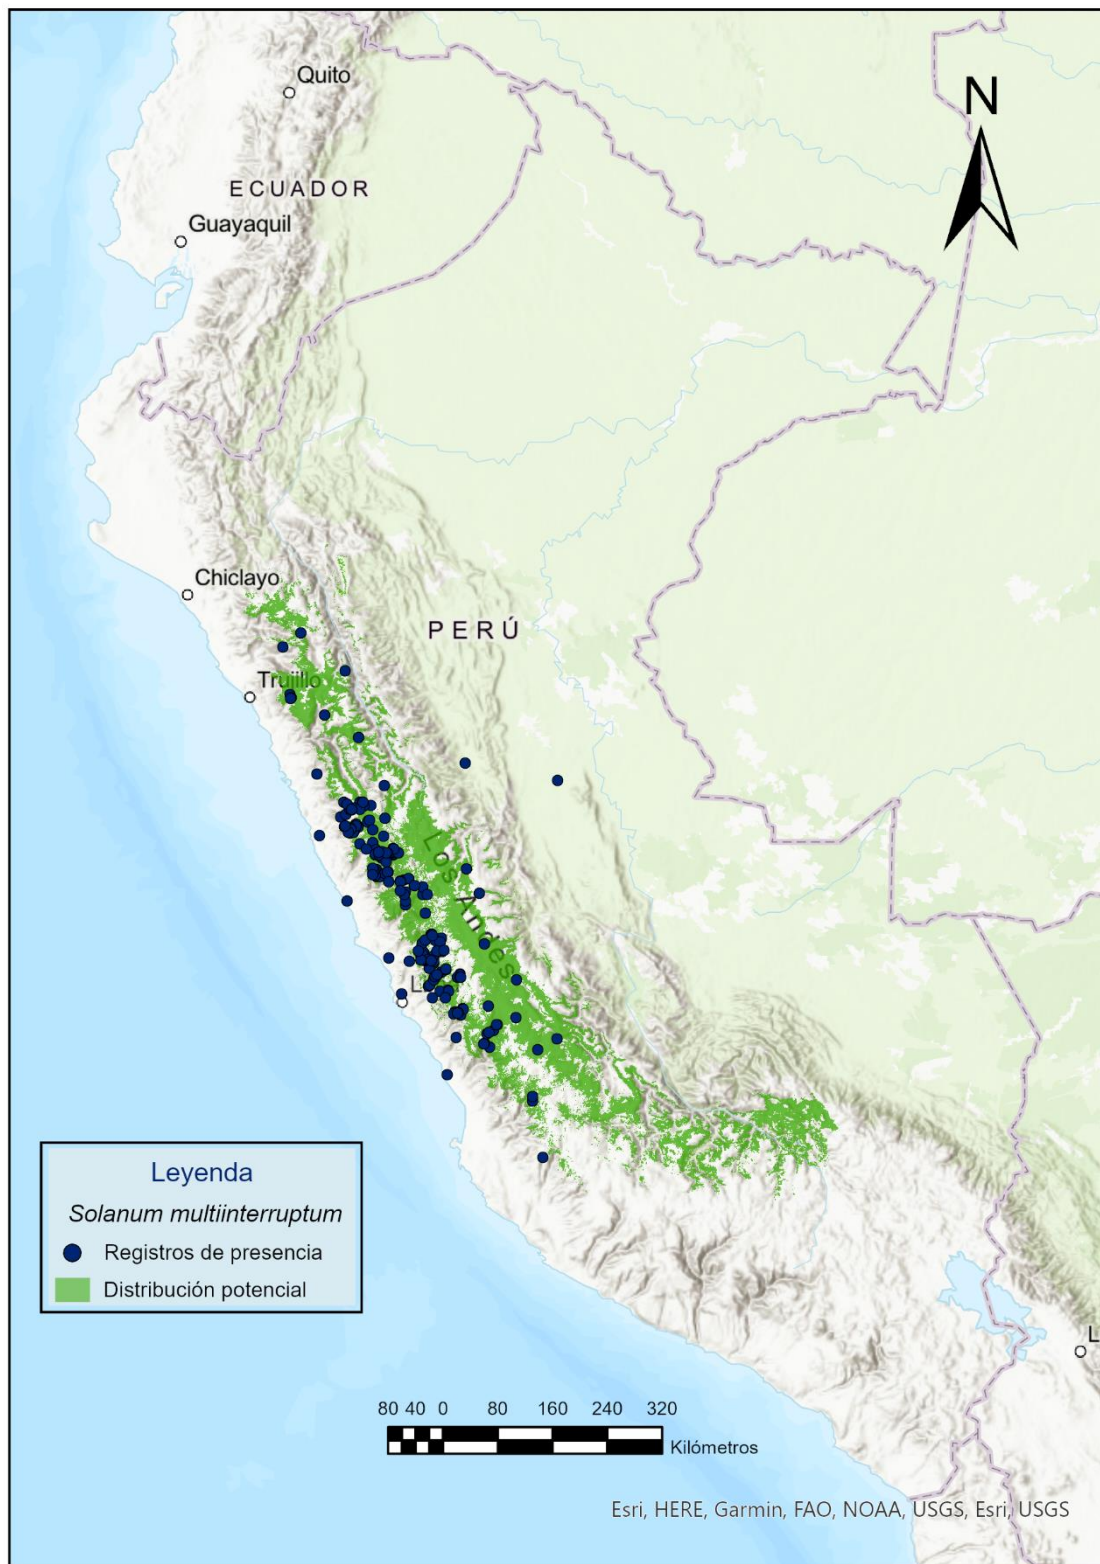 N
Quito
ECUADOR
Guayaquil
Chiclayo
PERÚ
Trujillo
Los Andes
L
Leyenda
Solanum multiinterruptum
Registros de presencia
Distribución potencial
L
80 40 0 80 160 240 320
Kilómetros
Esri, HERE, Garmin, FAO, NOAA, USGS, Esri, USGS